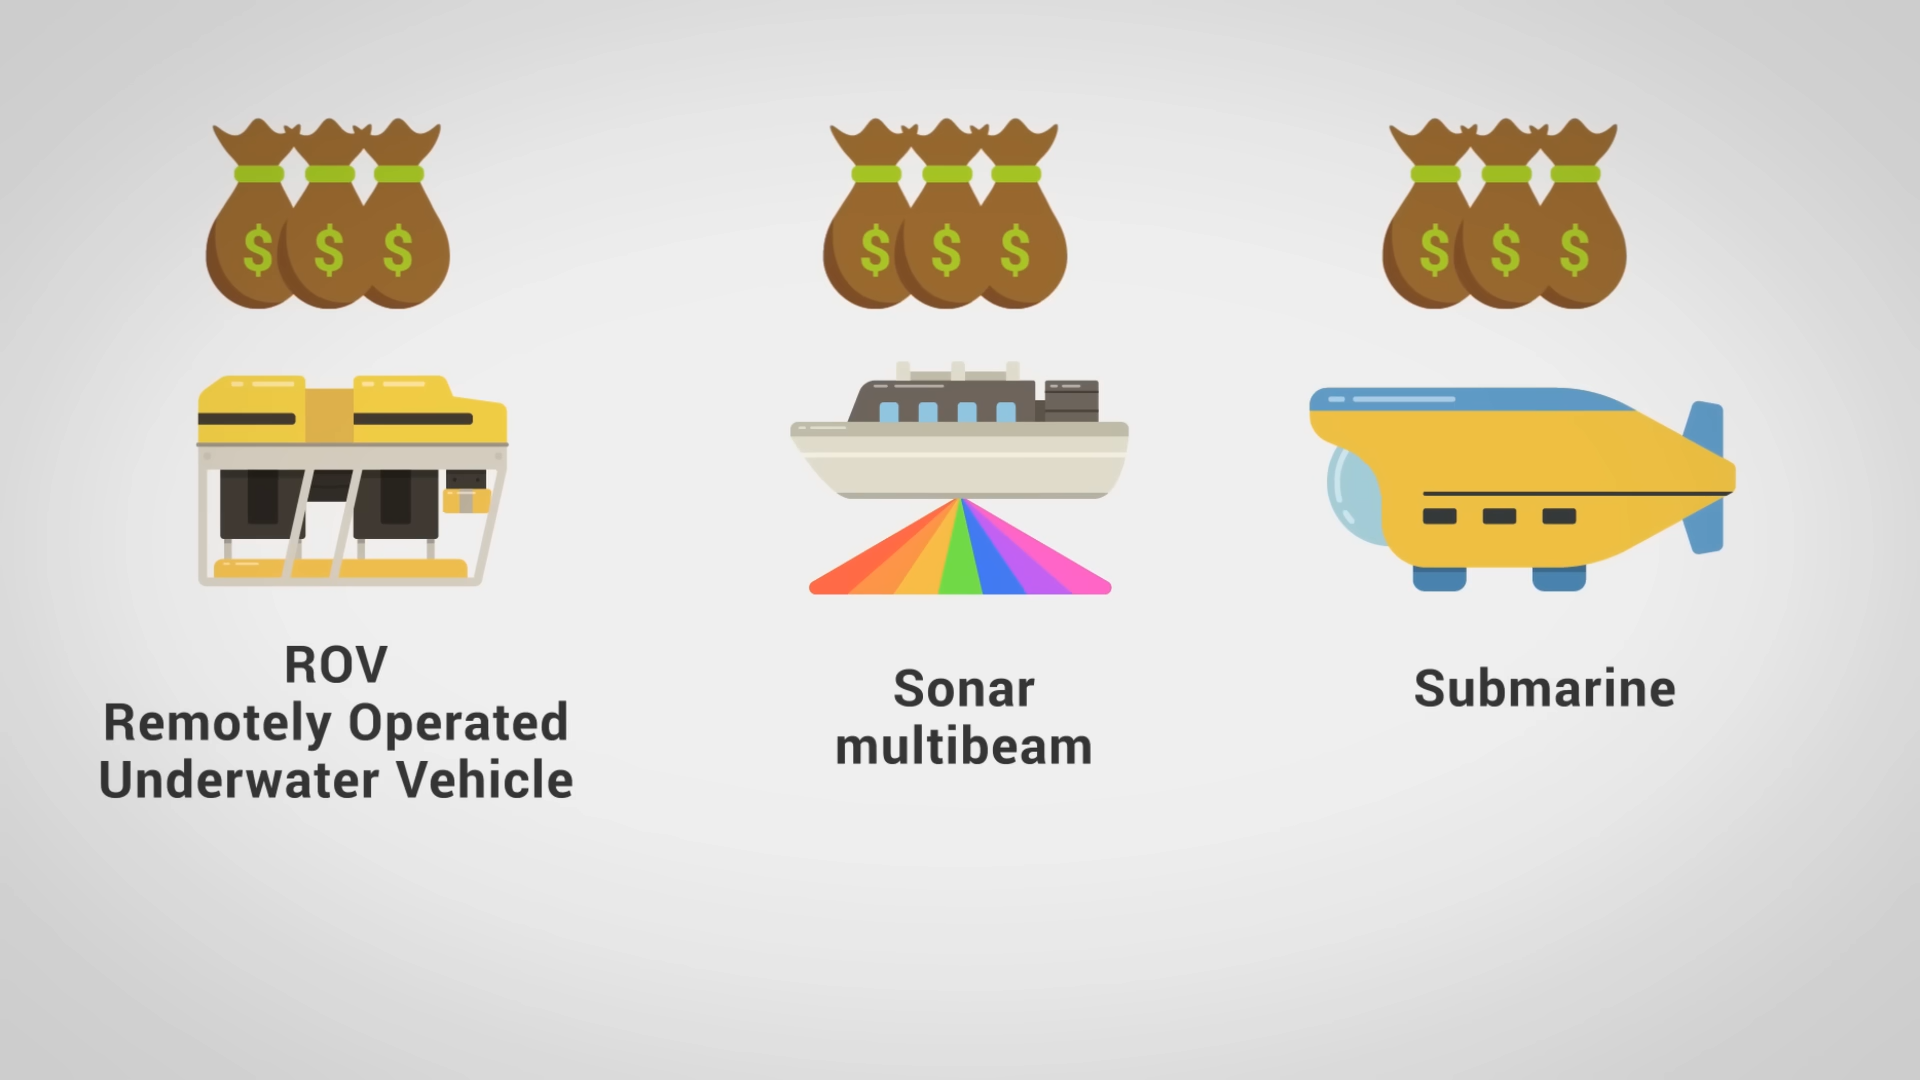 $ $ $
$ $ $
$ $ $
ROV
Remotely Operated
Underwater Vehicle
Sonar
multibeam
Submarine